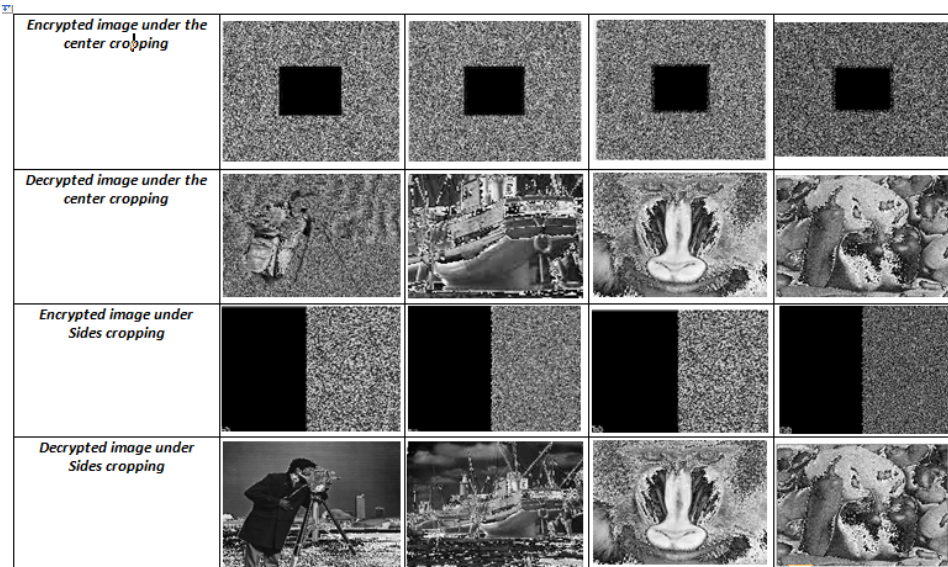 Encrypted image under the
center cropping
Decrypted image under the
center cropping
Encrypted image under
Sides cropping
Decrypted image under
Sides cropping